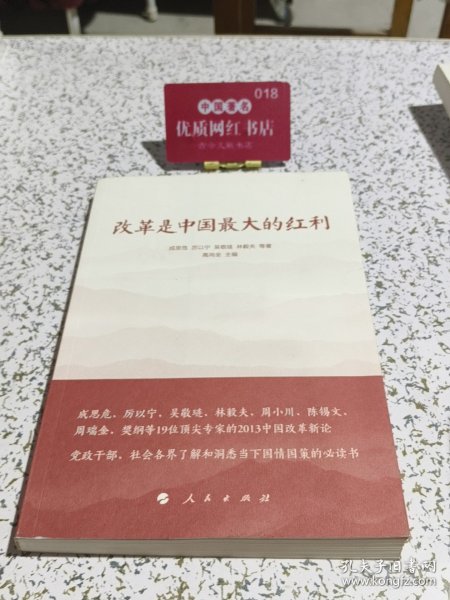 018
中国著名
优质网红书店
古今文献书店
改革是中国最大的红利
成思危 厉以宁 吴敬琏 林毅夫 等著
高尚全 主编
成思危、厉以宁、吴敬琏、林毅夫、周小川、陈锡文、
周瑞金、樊纲等19位顶尖专家的2013中国改革新论
党政干部、社会各界了解和洞悉当下国情国策的必读书
人民出版社
孔夫子旧书网
www.kongfz.com